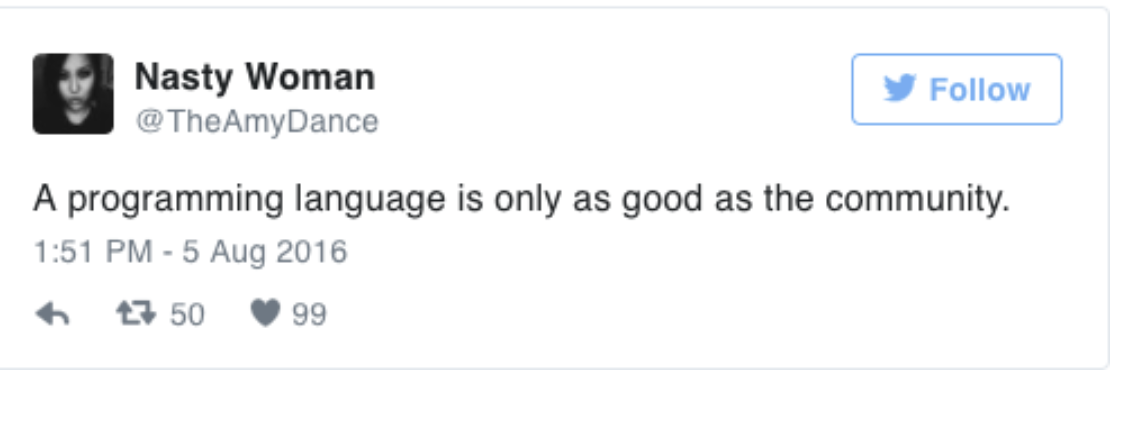 Nasty Woman
@TheAmyDance
Follow
A programming language is only as good as the community.
1:51 PM - 5 Aug 2016
50 99